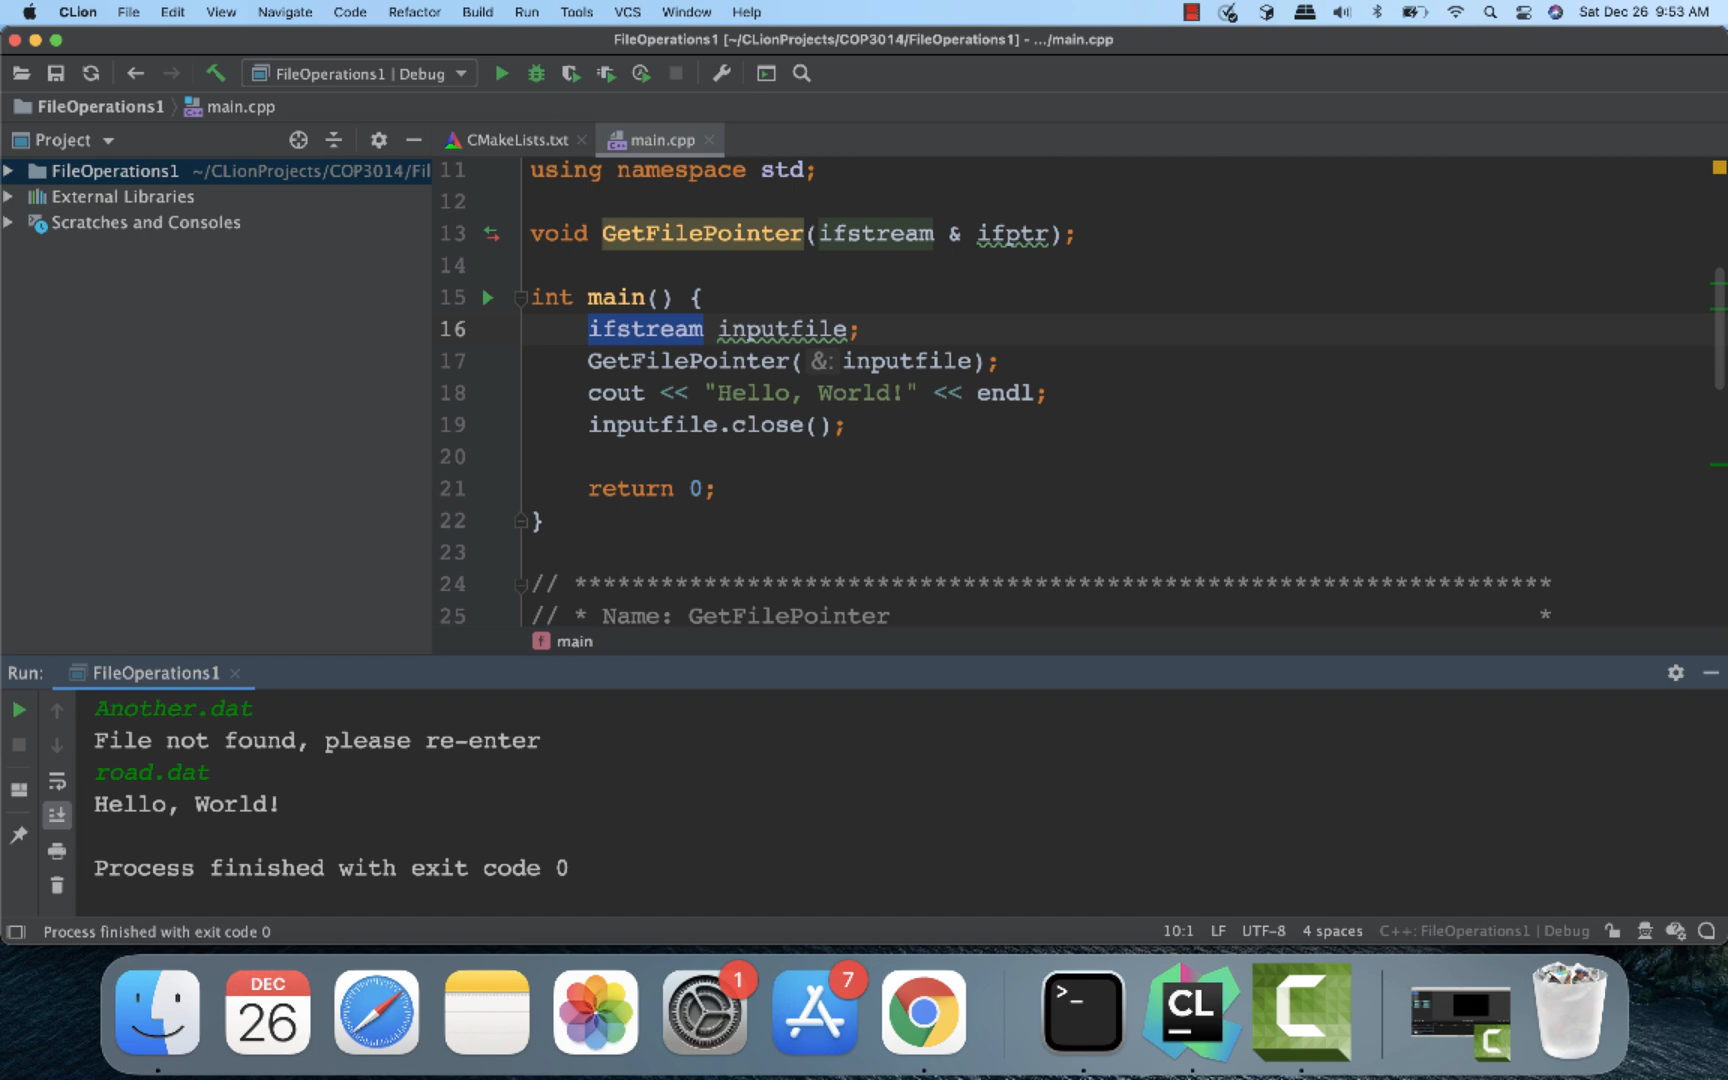 CLion File Edit View Navigate Code Refactor Build Run Tools VCS Window Help Sat Dec 26 9:53 AM
FileOperations1 [~/CLionProjects/COP3014/FileOperations1] - .../main.cpp
FileOperations1 | Debug
FileOperations1 main.cpp
Project CMakeLists.txt main.cpp
FileOperations1 ~/CLionProjects/COP3014/Fil
External Libraries
Scratches and Consoles
11 using namespace std;
12
13 void GetFilePointer(ifstream & ifptr);
14
15 int main() {
16 ifstream inputfile;
17 GetFilePointer( &: inputfile);
18 cout << "Hello, World!" << endl;
19 inputfile.close();
20
21 return 0;
22 }
23
24 // ********************************************************************
25 // * Name: GetFilePointer *
f main
Run: FileOperations1
Another.dat
File not found, please re-enter
road.dat
Hello, World!
Process finished with exit code 0
Process finished with exit code 0 10:1 LF UTF-8 4 spaces C++: FileOperations1 | Debug
DEC
26
1
7
>_
CL
C
C